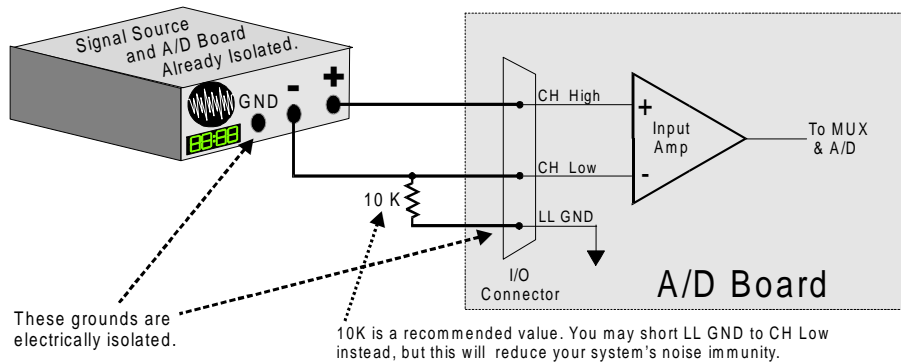 Signal Source
and A/D Board
Already Isolated.
GND
-
+
88:88
CH High
+
Input
Amp
To MUX
& A/D
CH Low
-
10 K
LL GND
I/O
Connector
A/D Board
These grounds are
electrically isolated.
10K is a recommended value. You may short LL GND to CH Low
instead, but this will reduce your system's noise immunity.